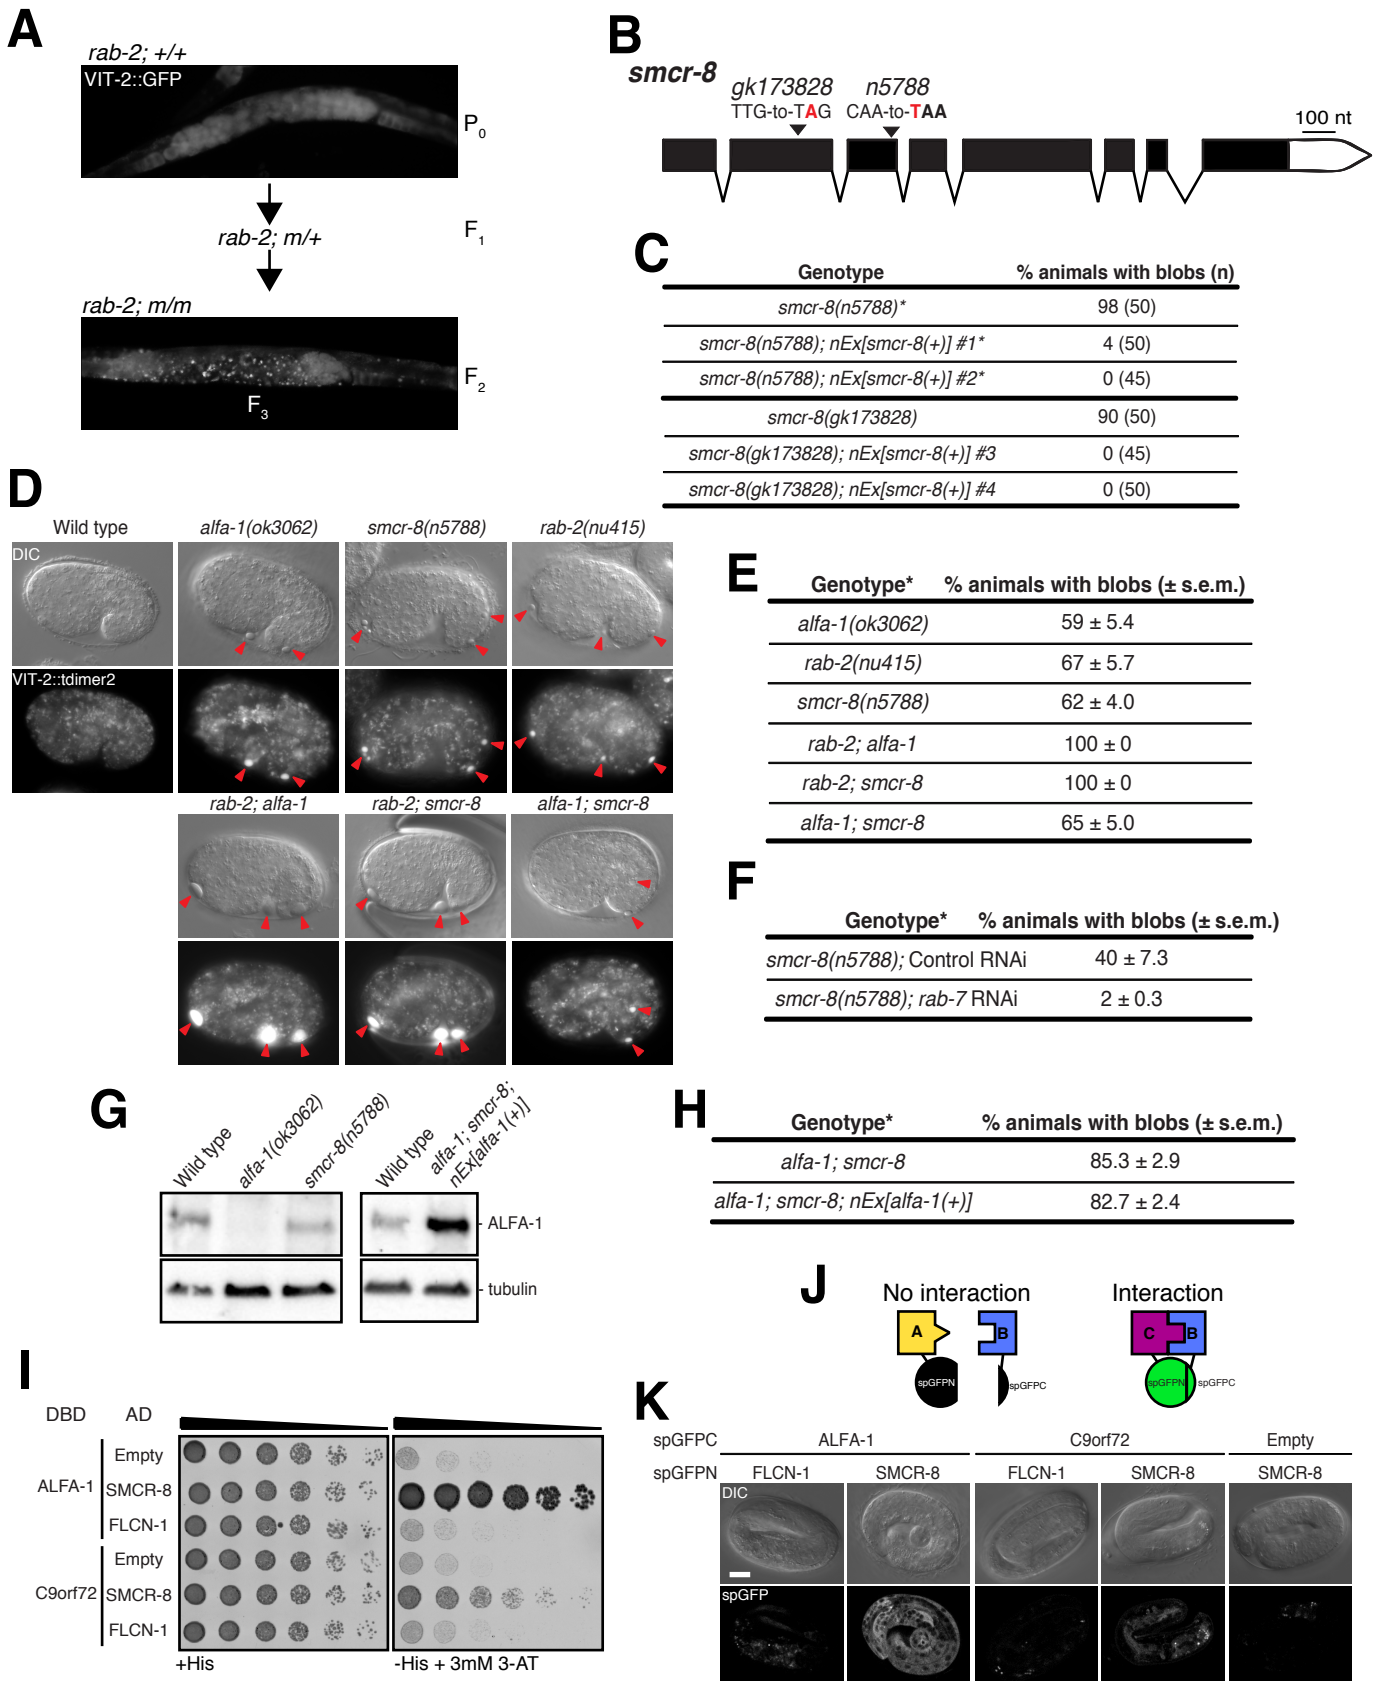 A
rab-2; +/+
VIT-2::GFP
P0
rab-2; m/+
F1
rab-2; m/m
F2
F3
B
smcr-8
gk173828 n5788
TTG-to-TAG CAA-to-TAA
100 nt
C
Genotype % animals with blobs (n)
smcr-8(n5788)* 98 (50)
smcr-8(n5788); nEx[smcr-8(+)] #1* 4 (50)
smcr-8(n5788); nEx[smcr-8(+)] #2* 0 (45)
smcr-8(gk173828) 90 (50)
smcr-8(gk173828); nEx[smcr-8(+)] #3 0 (45)
smcr-8(gk173828); nEx[smcr-8(+)] #4 0 (50)
D
Wild type alfa-1(ok3062) smcr-8(n5788) rab-2(nu415)
DIC
VIT-2::tdimer2
rab-2; alfa-1 rab-2; smcr-8 alfa-1; smcr-8
E
Genotype* % animals with blobs (± s.e.m.)
alfa-1(ok3062) 59 ± 5.4
rab-2(nu415) 67 ± 5.7
smcr-8(n5788) 62 ± 4.0
rab-2; alfa-1 100 ± 0
rab-2; smcr-8 100 ± 0
alfa-1; smcr-8 65 ± 5.0
F
Genotype* % animals with blobs (± s.e.m.)
smcr-8(n5788); Control RNAi 40 ± 7.3
smcr-8(n5788); rab-7 RNAi 2 ± 0.3
G
Wild type
alfa-1(ok3062)
smcr-8(n5788)
Wild type
alfa-1; smcr-8;
nEx[alfa-1(+)]
- ALFA-1
- tubulin
H
Genotype* % animals with blobs (± s.e.m.)
alfa-1; smcr-8 85.3 ± 2.9
alfa-1; smcr-8; nEx[alfa-1(+)] 82.7 ± 2.4
I
DBD AD
ALFA-1
Empty
SMCR-8
FLCN-1
C9orf72
Empty
SMCR-8
FLCN-1
+His -His + 3mM 3-AT
J
No interaction Interaction
A B C B
spGFPN spGFPC spGFPN spGFPC
K
spGFPC ALFA-1 C9orf72 Empty
spGFPN FLCN-1 SMCR-8 FLCN-1 SMCR-8 SMCR-8
DIC
spGFP